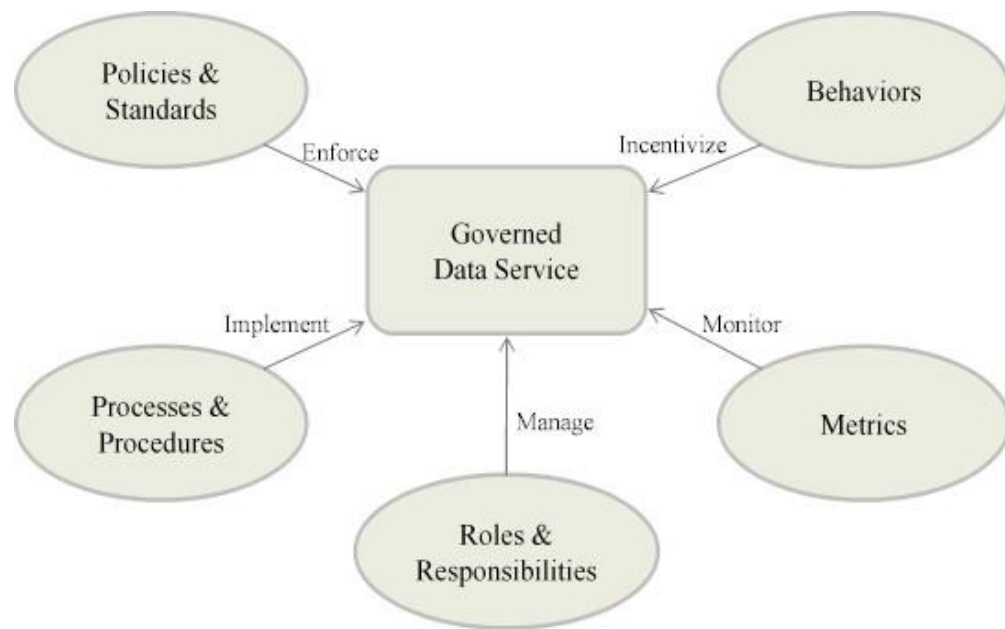 Policies &
Standards
Behaviors
Enforce
Incentivize
Governed
Data Service
Implement
Monitor
Processes &
Procedures
Manage
Metrics
Roles &
Responsibilities